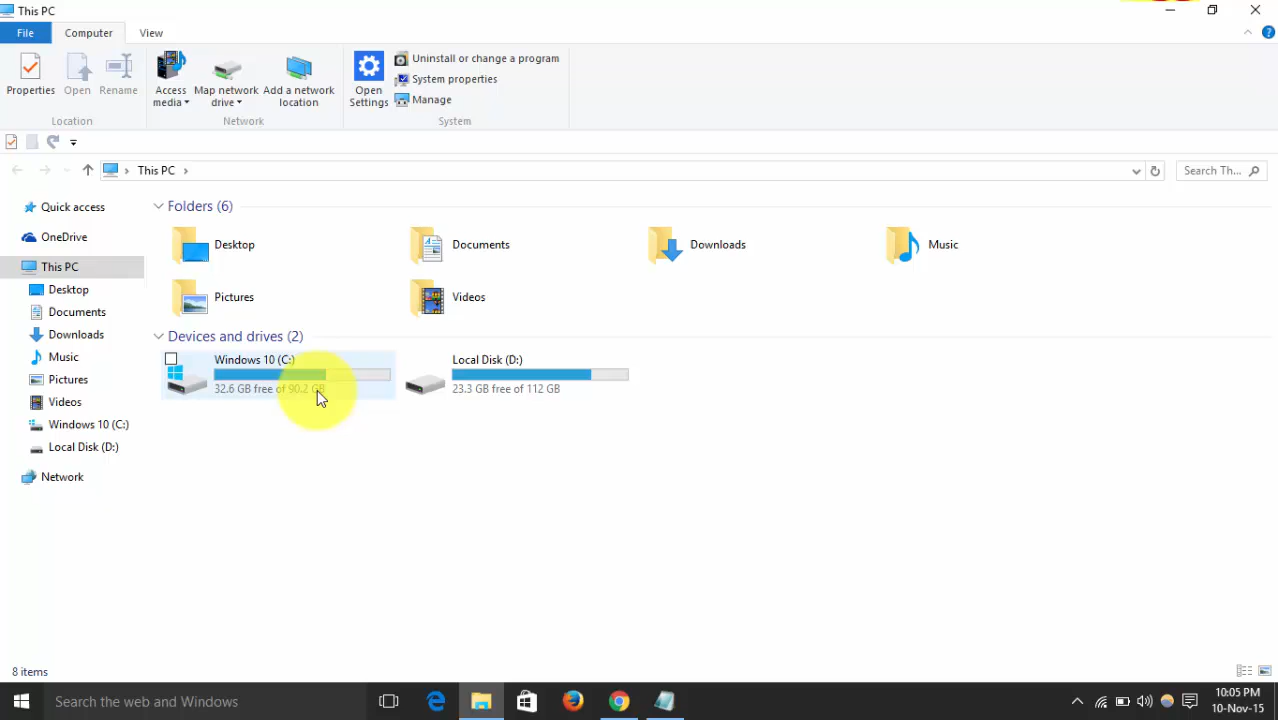 This PC
File
Computer
View
Properties
Open
Rename
Access media
Map network drive
Add a network location
Open Settings
Uninstall or change a program
System properties
Manage
Location
Network
System
This PC
Search Th...
Quick access
OneDrive
This PC
Desktop
Documents
Downloads
Music
Pictures
Videos
Windows 10 (C:)
Local Disk (D:)
Network
Folders (6)
Desktop
Documents
Downloads
Music
Pictures
Videos
Devices and drives (2)
Windows 10 (C:)
32.6 GB free of 90.2 GB
Local Disk (D:)
23.3 GB free of 112 GB
8 items
Search the web and Windows
10:05 PM
10-Nov-15